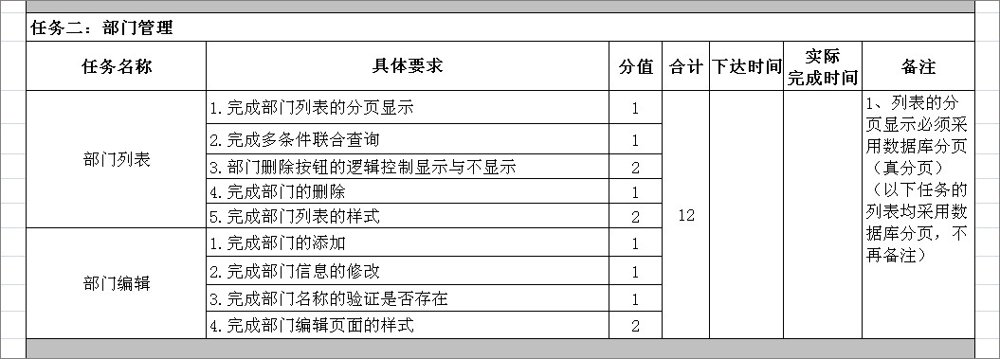 任务二：部门管理
任务名称
具体要求
分值
合计
下达时间
实际
完成时间
备注
部门列表
1.完成部门列表的分页显示
1
2.完成多条件联合查询
1
3.部门删除按钮的逻辑控制显示与不显示
2
4.完成部门的删除
1
5.完成部门列表的样式
2
部门编辑
1.完成部门的添加
1
2.完成部门信息的修改
1
3.完成部门名称的验证是否存在
1
4.完成部门编辑页面的样式
2
12
1、列表的分
页显示必须采
用数据库分页
（真分页）
（以下任务的
列表均采用数
据库分页，不
再备注）